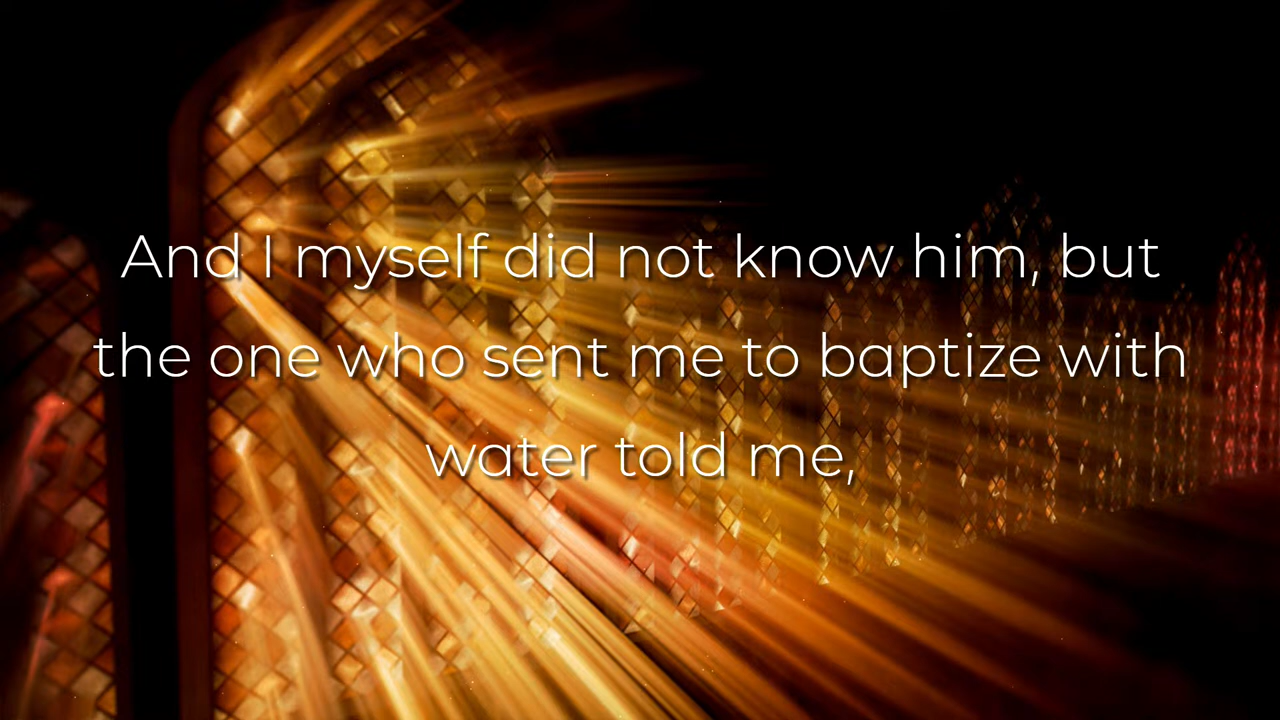 And I myself did not know him, but
the one who sent me to baptize with
water told me,